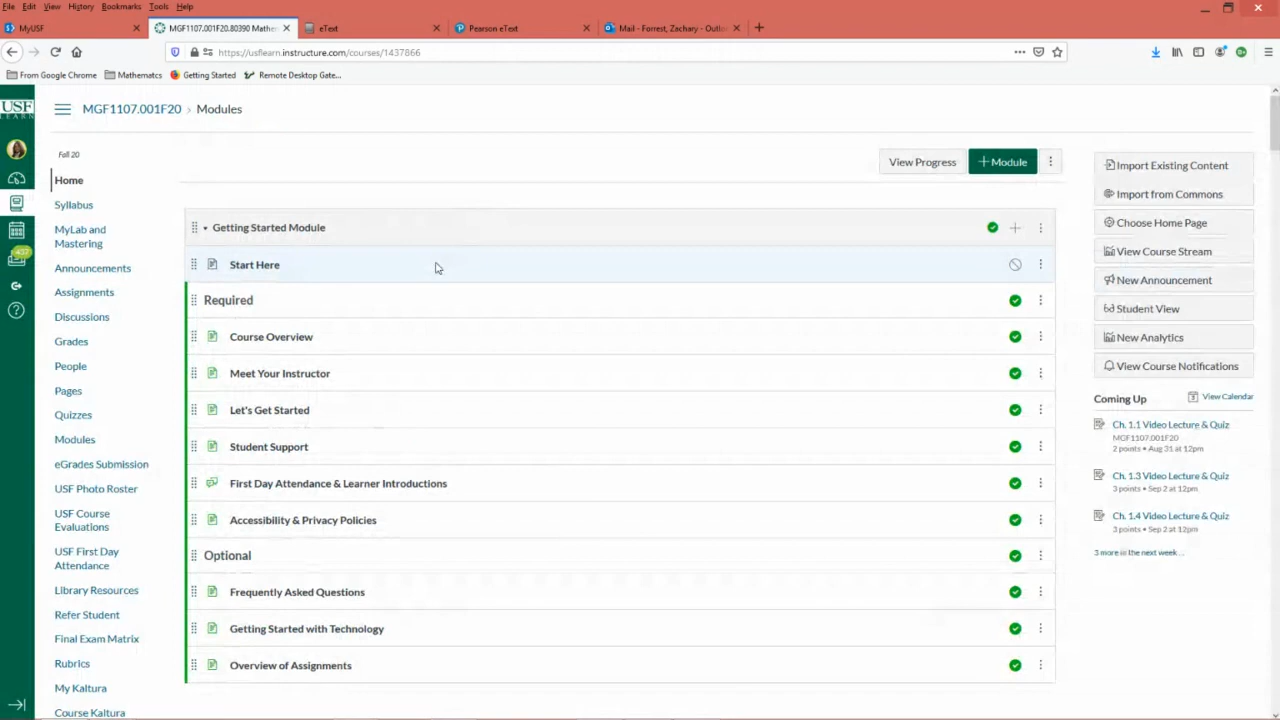 File Edit View History Bookmarks Tools Help
MyUSF
MGF1107.001F20.80390 Mathem
eText
Pearson eText
Mail - Forrest, Zachary - Outlo
https://usflearn.instructure.com/courses/1437866
From Google Chrome
Mathematcs
Getting Started
Remote Desktop Gate...
USF
LEARN
MGF1107.001F20 › Modules
Fall 20
View Progress
+ Module
Home
Syllabus
MyLab and
Mastering
Announcements
Assignments
Discussions
Grades
People
Pages
Quizzes
Modules
eGrades Submission
USF Photo Roster
USF Course
Evaluations
USF First Day
Attendance
Library Resources
Refer Student
Final Exam Matrix
Rubrics
My Kaltura
Course Kaltura
437
Getting Started Module
Start Here
Required
Course Overview
Meet Your Instructor
Let's Get Started
Student Support
First Day Attendance & Learner Introductions
Accessibility & Privacy Policies
Optional
Frequently Asked Questions
Getting Started with Technology
Overview of Assignments
Import Existing Content
Import from Commons
Choose Home Page
View Course Stream
New Announcement
Student View
New Analytics
View Course Notifications
Coming Up
View Calendar
Ch. 1.1 Video Lecture & Quiz
MGF1107.001F20
2 points • Aug 31 at 12pm
Ch. 1.3 Video Lecture & Quiz
3 points • Sep 2 at 12pm
Ch. 1.4 Video Lecture & Quiz
3 points • Sep 2 at 12pm
3 more in the next week ...